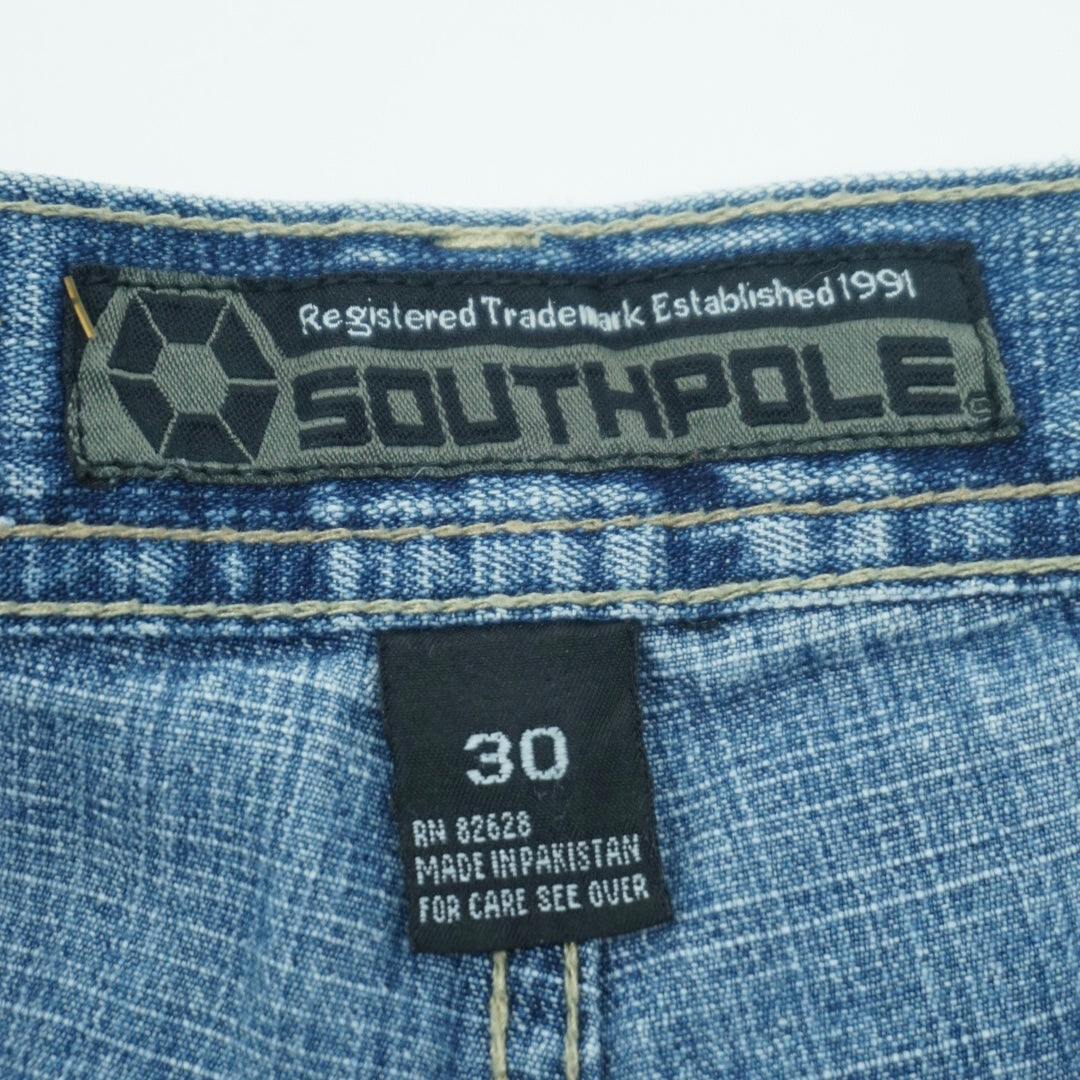 Registered Trademark Established 1991
SOUTHPOLE
30
RN 82628
MADE IN PAKISTAN
FOR CARE SEE OVER